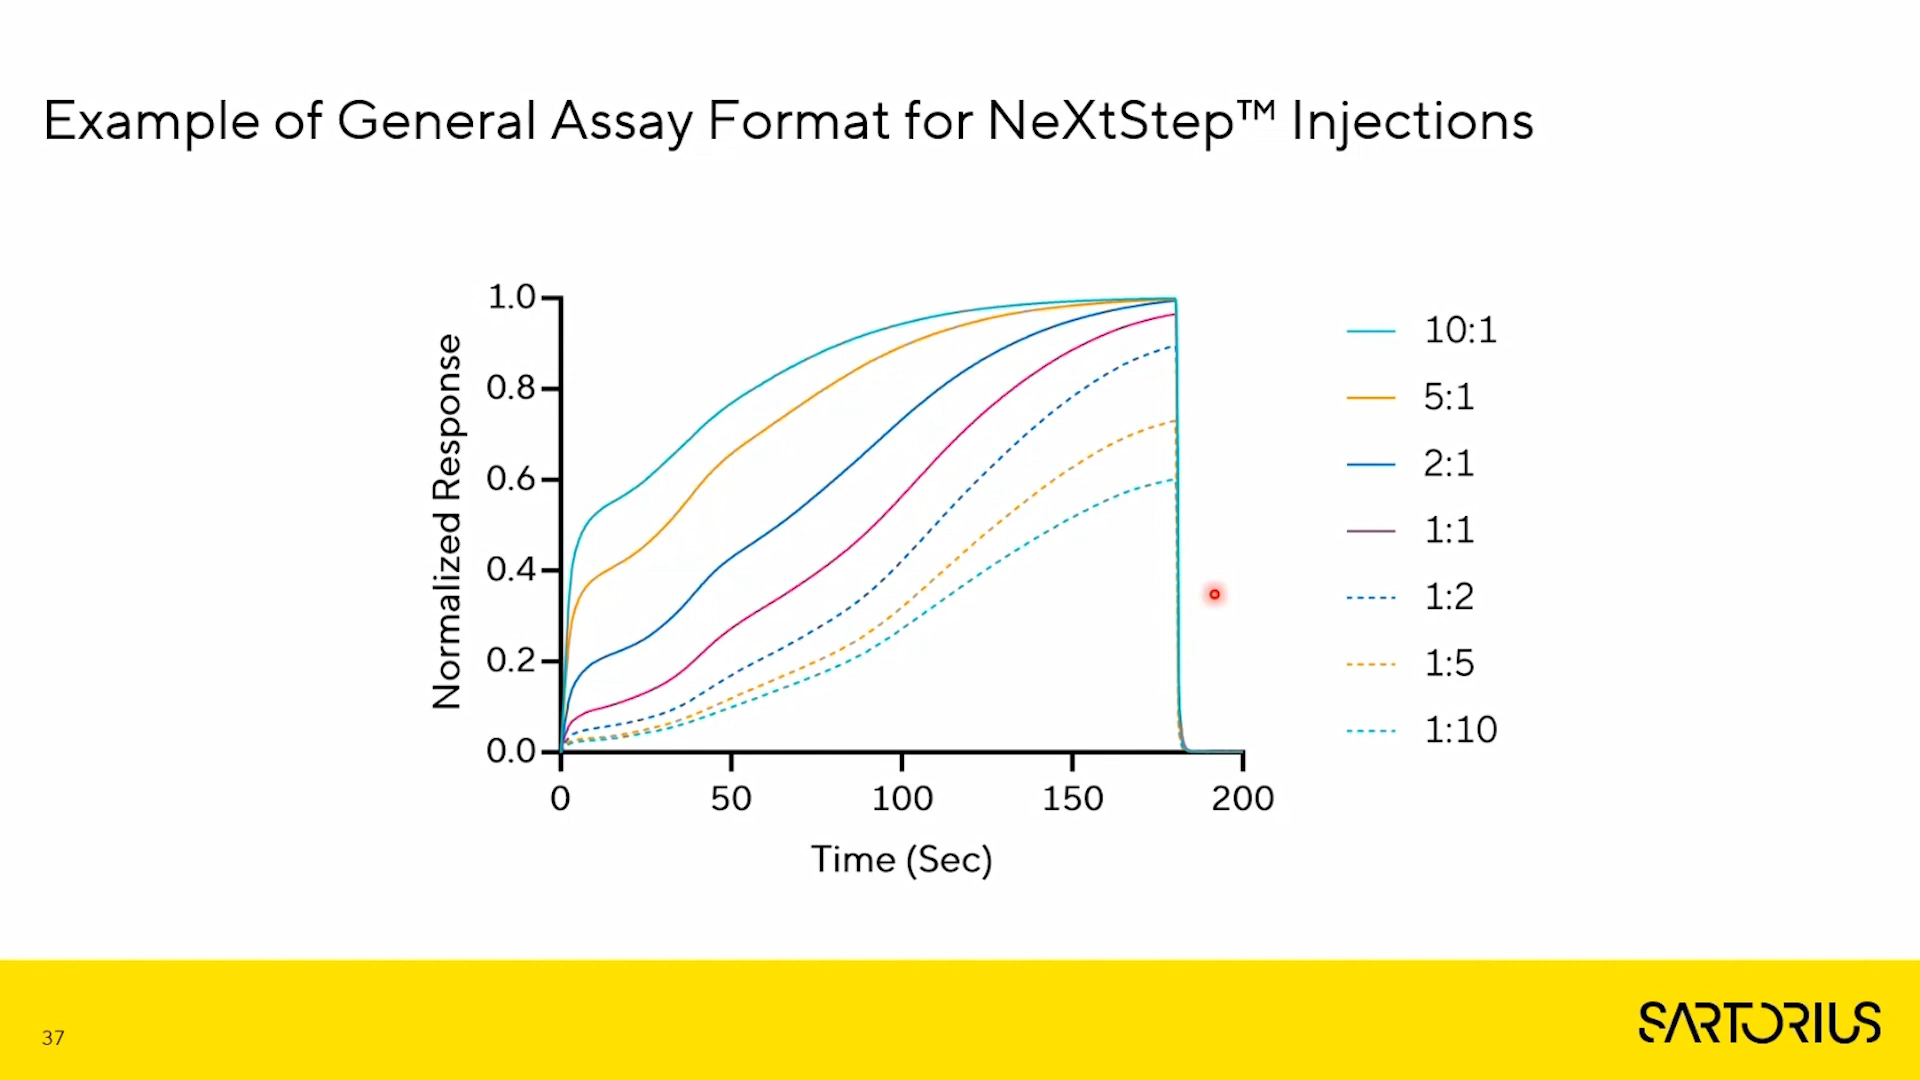 Example of General Assay Format for NeXtStep™ Injections
Normalized Response
1.0
0.8
0.6
0.4
0.2
0.0
0 50 100 150 200
Time (Sec)
10:1
5:1
2:1
1:1
1:2
1:5
1:10
37
SARTORIUS